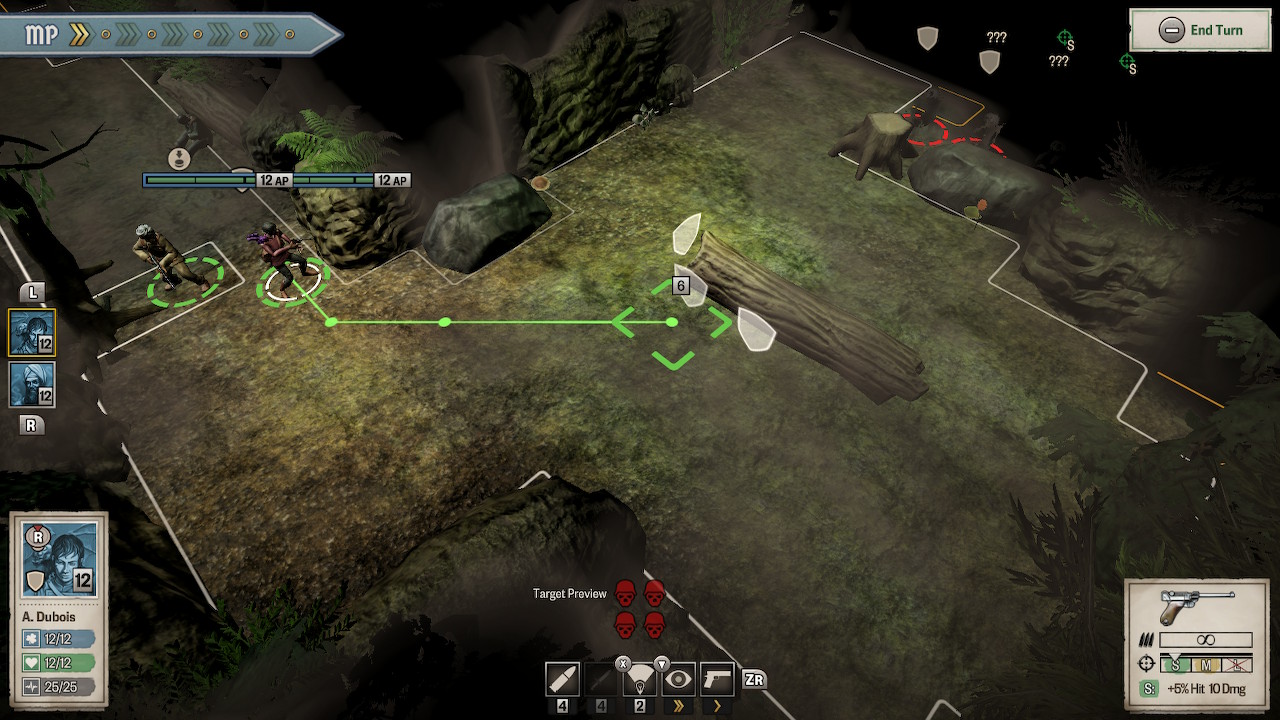 MP
??? S
??? S
End Turn
12 AP 12 AP
6
L
12
12
R
R
12
A. Dubois
12/12
12/12
25/25
Target Preview
X Y
ZR
4 4 2
∞
S M L
S: +5% Hit 10 Dmg